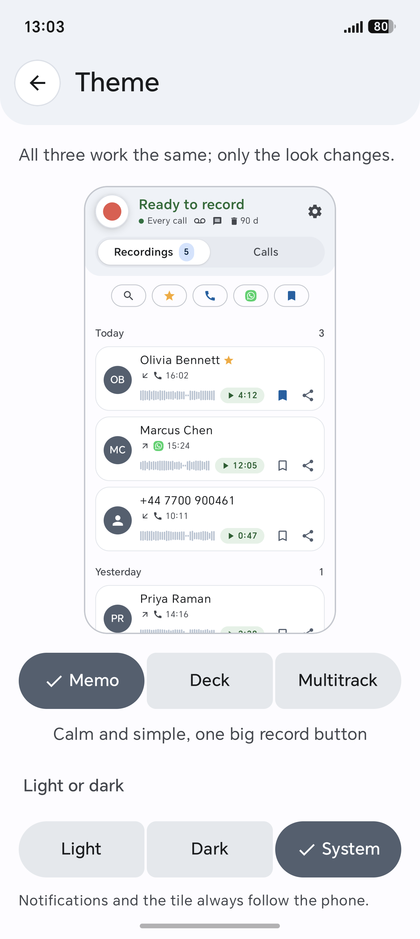 13:03
80
Theme
All three work the same; only the look changes.
Ready to record
Every call 90 d
Recordings 5 Calls
Today 3
OB Olivia Bennett
16:02
4:12
MC Marcus Chen
15:24
12:05
+44 7700 900461
10:11
0:47
Yesterday 1
PR Priya Raman
14:16
Memo Deck Multitrack
Calm and simple, one big record button
Light or dark
Light Dark System
Notifications and the tile always follow the phone.